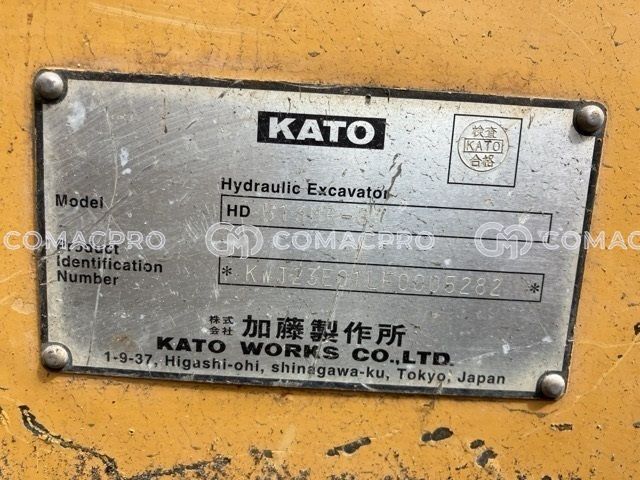 KATO
検査
KATO
合格
Hydraulic Excavator
Model
HD
Product
Identification
Number
COMACPRO COMACPRO COMACPRO
株式
会社 加藤製作所
KATO WORKS CO.,LTD.
1-9-37, Higashi-ohi, shinagawa-ku, Tokyo, Japan